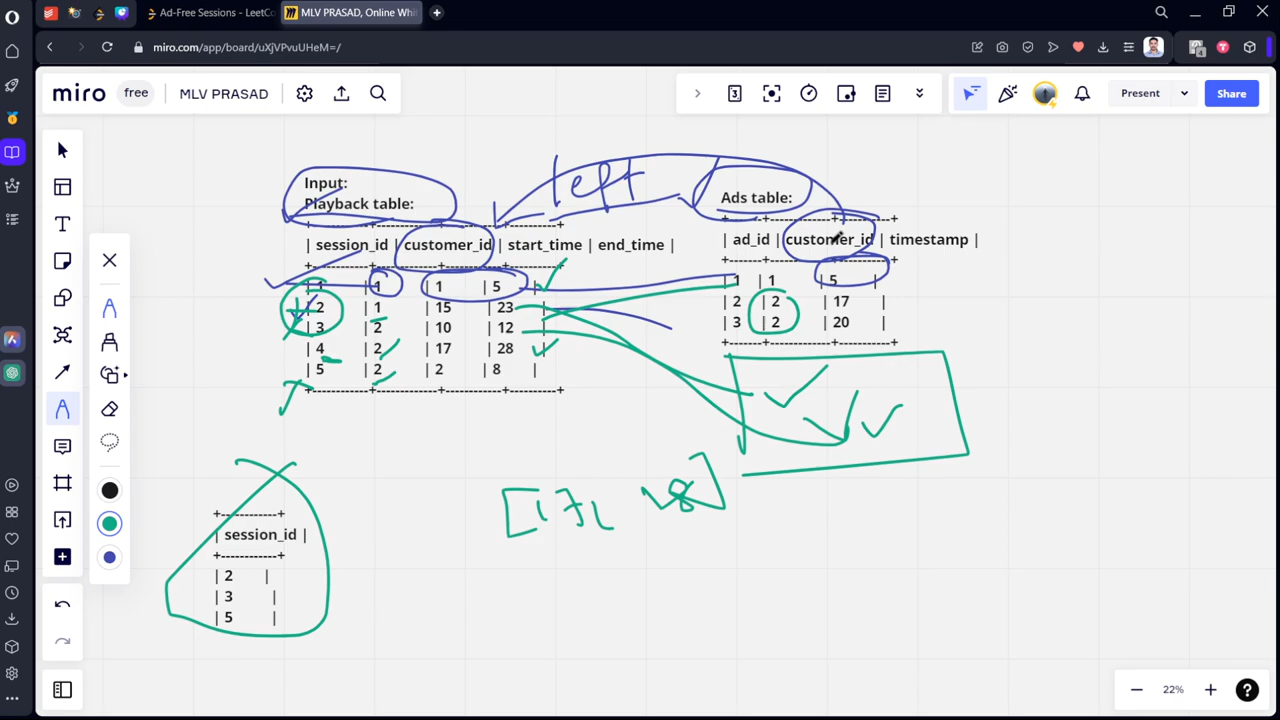 Ad-Free Sessions - LeetCo
MLV PRASAD, Online Whi
miro.com/app/board/uXjVPvuUHeM=/
miro free MLV PRASAD
3
Present
Share
left
Input:
Playback table:
+------------+-------------+------------+----------+
| session_id | customer_id | start_time | end_time |
+------------+-------------+------------+----------+
| 1 | 1 | 1 | 5 |
| 2 | 1 | 15 | 23 |
| 3 | 2 | 10 | 12 |
| 4 | 2 | 17 | 28 |
| 5 | 2 | 2 | 8 |
+------------+-------------+------------+----------+
Ads table:
+-------+-------------+-----------+
| ad_id | customer_id | timestamp |
+-------+-------------+-----------+
| 1 | 1 | 5 |
| 2 | 2 | 17 |
| 3 | 2 | 20 |
+-------+-------------+-----------+
+------------+
| session_id |
+------------+
| 2 |
| 3 |
| 5 |
22%